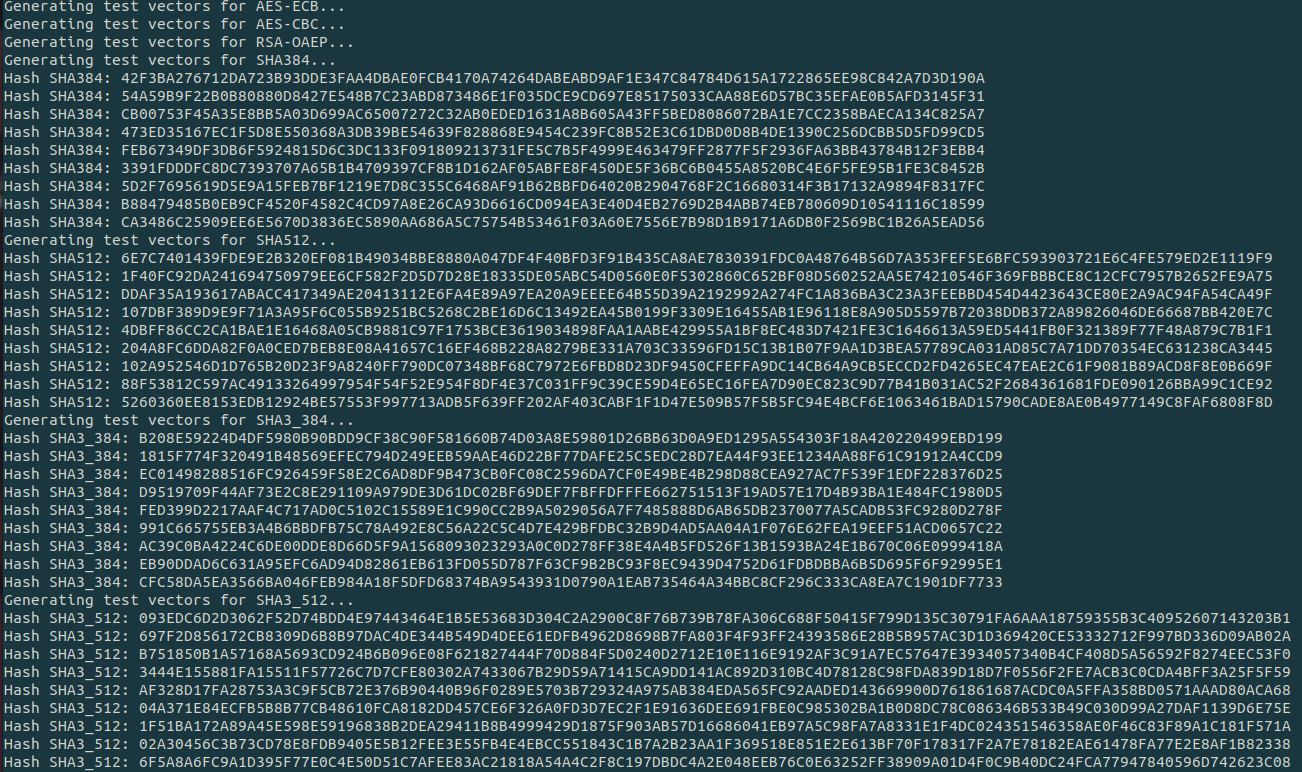 Generating test vectors for AES-ECB...
Generating test vectors for AES-CBC...
Generating test vectors for RSA-OAEP...
Generating test vectors for SHA384...
Hash SHA384: 42F3BA276712DA723B93DDE3FAA4DBAE0FCB4170A74264DABEABD9AF1E347C84784D615A1722865EE98C842A7D3D190A
Hash SHA384: 54A59B9F22B0B80880D8427E548B7C23ABD873486E1F035DCE9CD697E85175033CAA88E6D57BC35EFAE0B5AFD3145F31
Hash SHA384: CB00753F45A35E8BB5A03D699AC65007272C32AB0EDED1631A8B605A43FF5BED8086072BA1E7CC2358BAECA134C825A7
Hash SHA384: 473ED35167EC1F5D8E550368A3DB39BE54639F828868E9454C239FC8B52E3C61DBD0D8B4DE1390C256DCBB5D5FD99CD5
Hash SHA384: FEB67349DF3DB6F5924815D6C3DC133F091809213731FE5C7B5F4999E463479FF2877F5F2936FA63BB43784B12F3EBB4
Hash SHA384: 3391FDDDFC8DC7393707A65B1B4709397CF8B1D162AF05ABFE8F450DE5F36BC6B0455A8520BC4E6F5FE95B1FE3C8452B
Hash SHA384: 5D2F7695619D5E9A15FEB7BF1219E7D8C355C6468AF91B62BBFD64020B2904768F2C16680314F3B17132A9894F8317FC
Hash SHA384: B88479485B0EB9CF4520F4582C4CD97A8E26CA93D6616CD094EA3E40D4EB2769D2B4ABB74EB780609D10541116C18599
Hash SHA384: CA3486C25909EE6E5670D3836EC5890AA686A5C75754B53461F03A60E7556E7B98D1B9171A6DB0F2569BC1B26A5EAD56
Generating test vectors for SHA512...
Hash SHA512: 6E7C7401439FDE9E2B320EF081B49034BBE8880A047DF4F40BFD3F91B435CA8AE7830391FDC0A48764B56D7A353FEF5E6BFC593903721E6C4FE579ED2E1119F9
Hash SHA512: 1F40FC92DA241694750979EE6CF582F2D5D7D28E18335DE05ABC54D0560E0F5302860C652BF08D560252AA5E74210546F369FBBBCE8C12CFC7957B2652FE9A75
Hash SHA512: DDAF35A193617ABACC417349AE20413112E6FA4E89A97EA20A9EEEE64B55D39A2192992A274FC1A836BA3C23A3FEEBBD454D4423643CE80E2A9AC94FA54CA49F
Hash SHA512: 107DBF389D9E9F71A3A95F6C055B9251BC5268C2BE16D6C13492EA45B0199F3309E16455AB1E96118E8A905D5597B72038DDB372A89826046DE66687BB420E7C
Hash SHA512: 4DBFF86CC2CA1BAE1E16468A05CB9881C97F1753BCE3619034898FAA1AABE429955A1BF8EC483D7421FE3C1646613A59ED5441FB0F321389F77F48A879C7B1F1
Hash SHA512: 204A8FC6DDA82F0A0CED7BEB8E08A41657C16EF468B228A8279BE331A703C33596FD15C13B1B07F9AA1D3BEA57789CA031AD85C7A71DD70354EC631238CA3445
Hash SHA512: 102A952546D1D765B20D23F9A8240FF790DC07348BF68C7972E6FBD8D23DF9450CFEFFA9DC14CB64A9CB5ECCD2FD4265EC47EAE2C61F9081B89ACD8F8E0B669F
Hash SHA512: 88F53812C597AC49133264997954F54F52E954F8DF4E37C031FF9C39CE59D4E65EC16FEA7D90EC823C9D77B41B031AC52F2684361681FDE090126BBA99C1CE92
Hash SHA512: 5260360EE8153EDB12924BE57553F997713ADB5F639FF202AF403CABF1F1D47E509B57F5B5FC94E4BCF6E1063461BAD15790CADE8AE0B4977149C8FAF6808F8D
Generating test vectors for SHA3_384...
Hash SHA3_384: B208E59224D4DF5980B90BDD9CF38C90F581660B74D03A8E59801D26BB63D0A9ED1295A554303F18A420220499EBD199
Hash SHA3_384: 1815F774F320491B48569EFEC794D249EEB59AAE46D22BF77DAFE25C5EDC28D7EA44F93EE1234AA88F61C91912A4CCD9
Hash SHA3_384: EC01498288516FC926459F58E2C6AD8DF9B473CB0FC08C2596DA7CF0E49BE4B298D88CEA927AC7F539F1EDF228376D25
Hash SHA3_384: D9519709F44AF73E2C8E291109A979DE3D61DC02BF69DEF7FBFFDFFFE662751513F19AD57E17D4B93BA1E484FC1980D5
Hash SHA3_384: FED399D2217AAF4C717AD0C5102C15589E1C990CC2B9A5029056A7F7485888D6AB65DB2370077A5CADB53FC9280D278F
Hash SHA3_384: 991C665755EB3A4B6BBDFB75C78A492E8C56A22C5C4D7E429BFDBC32B9D4AD5AA04A1F076E62FEA19EEF51ACD0657C22
Hash SHA3_384: AC39C0BA4224C6DE00DDE8D66D5F9A1568093023293A0C0D278FF38E4A4B5FD526F13B1593BA24E1B670C06E0999418A
Hash SHA3_384: EB90DDAD6C631A95EFC6AD94D82861EB613FD055D787F63CF9B2BC93F8EC9439D4752D61FDBDBBA6B5D695F6F92995E1
Hash SHA3_384: CFC58DA5EA3566BA046FEB984A18F5DFD68374BA9543931D0790A1EAB735464A34BBC8CF296C333CA8EA7C1901DF7733
Generating test vectors for SHA3_512...
Hash SHA3_512: 093EDC6D2D3062F52D74BDD4E97443464E1B5EE53683D304C2A2900C8F76B739B78FA306C688F50415F799D135C30791FA6AAA18759355B3C40952607143203B1
Hash SHA3_512: 697F2D856172CB8309D6B8B97DAC4DE344B549D4DEE61EDFB4962D8698B7FA803F4F93FF24393586E28B5B957AC3D1D369420CE53332712F997BD336D09AB02A
Hash SHA3_512: B751850B1A57168A5693CD924B6B096E08F621827444F70D884F5D0240D2712E10E116E9192AF3C91A7EC57647E3934057340B4CF408D5A56592F8274EEC53F0
Hash SHA3_512: 3444E155881FA15511F57726C7D7CFE80302A7433067B29D59A71415CA9DD141AC892D310BC4D78128C98FDA839D18D7F0556F2FE7ACB3C0CDA4BFF3A25F5F59
Hash SHA3_512: AF328D17FA28753A3C9F5CB72E376B90440B96F0289E5703B729324A975AB384EDA565FC92AADED143669900D761861687ACDC0A5FFA358BD0571AAAD80ACA68
Hash SHA3_512: 04A371E84ECFB5B8B77CB48610FCA8182DD457CE6F326A0FD3D7EC2F1E91636DEE691FBE0C985302BA1B0D8DC78C086346B533B49C030D99A27DAF1139D6E75E
Hash SHA3_512: 1F51BA172A89A45E598E59196838B2DEA29411B8B4999429D1875F903AB57D16686041EB97A5C98FA7A8331E1F4DC024351546358AE0F46C83F89A1C181F571A
Hash SHA3_512: 02A30456C3B73CD78E8FDB9405E5B12FEE3E55FB4E4EBCC551843C1B7A2B23AA1F369518E851E2E613BF70F178317F2A7E78182EAE61478FA77E2E8AF1B82338
Hash SHA3_512: 6F5A8A6FC9A1D395F77E0C4E50D51C7AFEE83AC21818A54A4C2F8C197DBDC4A2E048EEB76C0E63252FF38909A01D4F0C9B40DC24FCA77947840596D742623C08